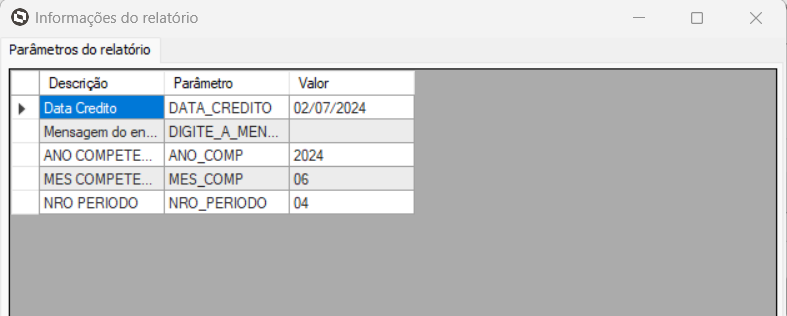 Informações do relatório
Parâmetros do relatório
Descrição Parâmetro Valor
Data Credito DATA_CREDITO 02/07/2024
Mensagem do en... DIGITE_A_MEN...
ANO COMPETE... ANO_COMP 2024
MES COMPETE... MES_COMP 06
NRO PERIODO NRO_PERIODO 04